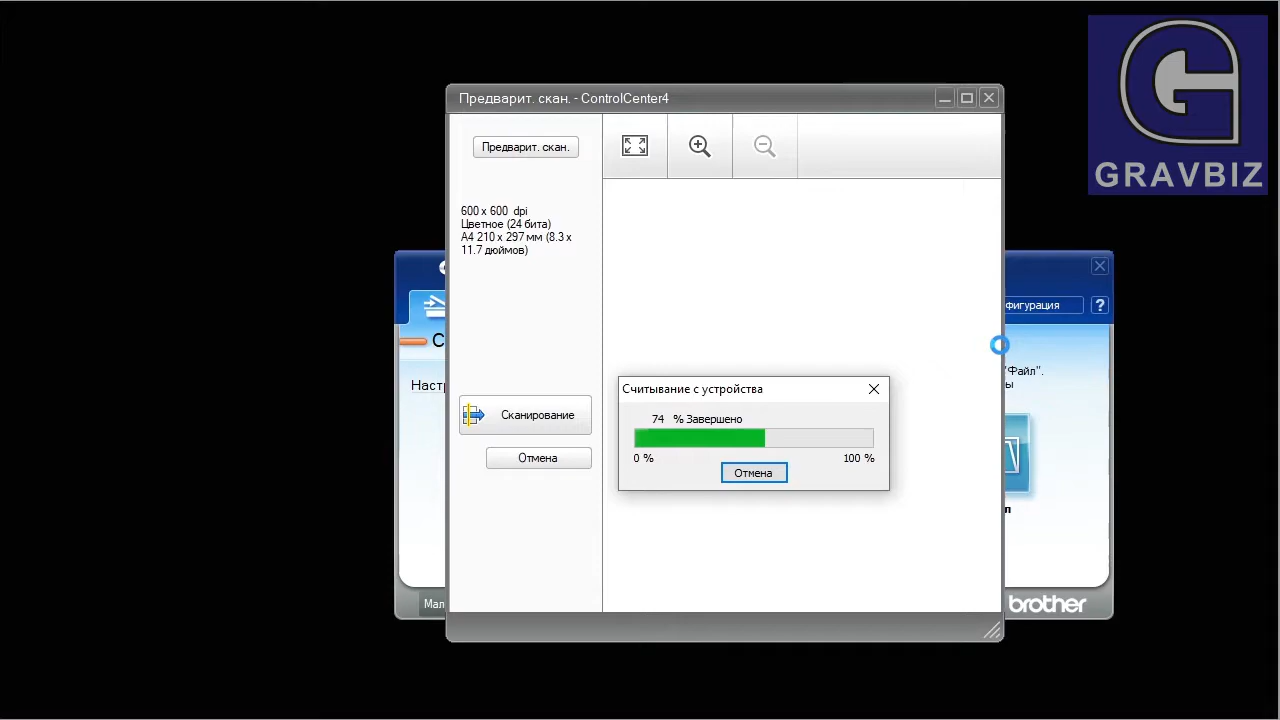 GRAVBIZ
Предварит. скан. - ControlCenter4
Предварит. скан.
600 x 600 dpi
Цветное (24 бита)
A4 210 x 297 мм (8.3 x
11.7 дюймов)
Сканирование
Отмена
Считывание с устройства
74 % Завершено
0 % 100 %
Отмена
фигурация ?
С
Настр
"Файл".
ы
л
Мал
brother